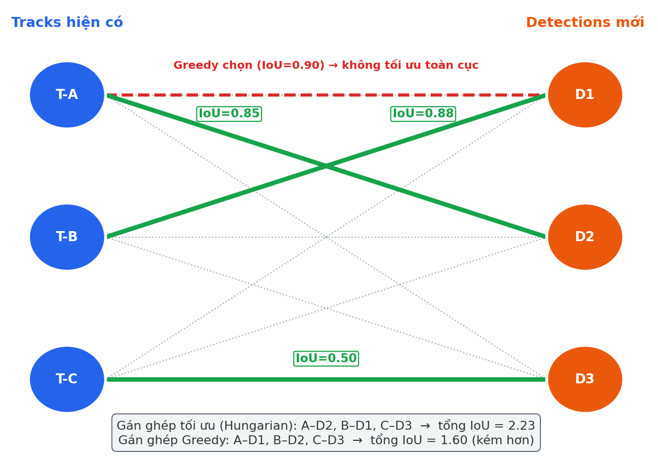 Tracks hiện có
Detections mới
Greedy chọn (IoU=0.90) → không tối ưu toàn cục
T-A
D1
IoU=0.85
IoU=0.88
T-B
D2
IoU=0.50
T-C
D3
Gán ghép tối ưu (Hungarian): A–D2, B–D1, C–D3 → tổng IoU = 2.23
Gán ghép Greedy: A–D1, B–D2, C–D3 → tổng IoU = 1.60 (kém hơn)